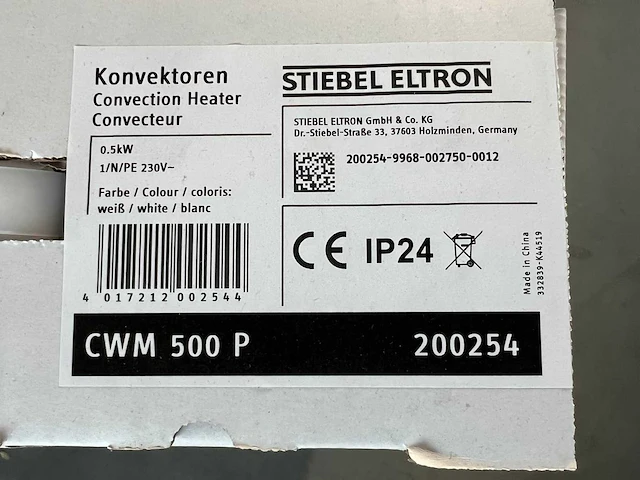 Konvektoren
Convection Heater
Convecteur
0.5kW
1/N/PE 230V~
Farbe / Colour / coloris:
weiß / white / blanc
4 017212 002544
STIEBEL ELTRON
STIEBEL ELTRON GmbH & Co. KG
Dr.-Stiebel-Straße 33, 37603 Holzminden, Germany
200254-9968-002750-0012
CE IP24
Made in China
332839-K44519
CWM 500 P 200254